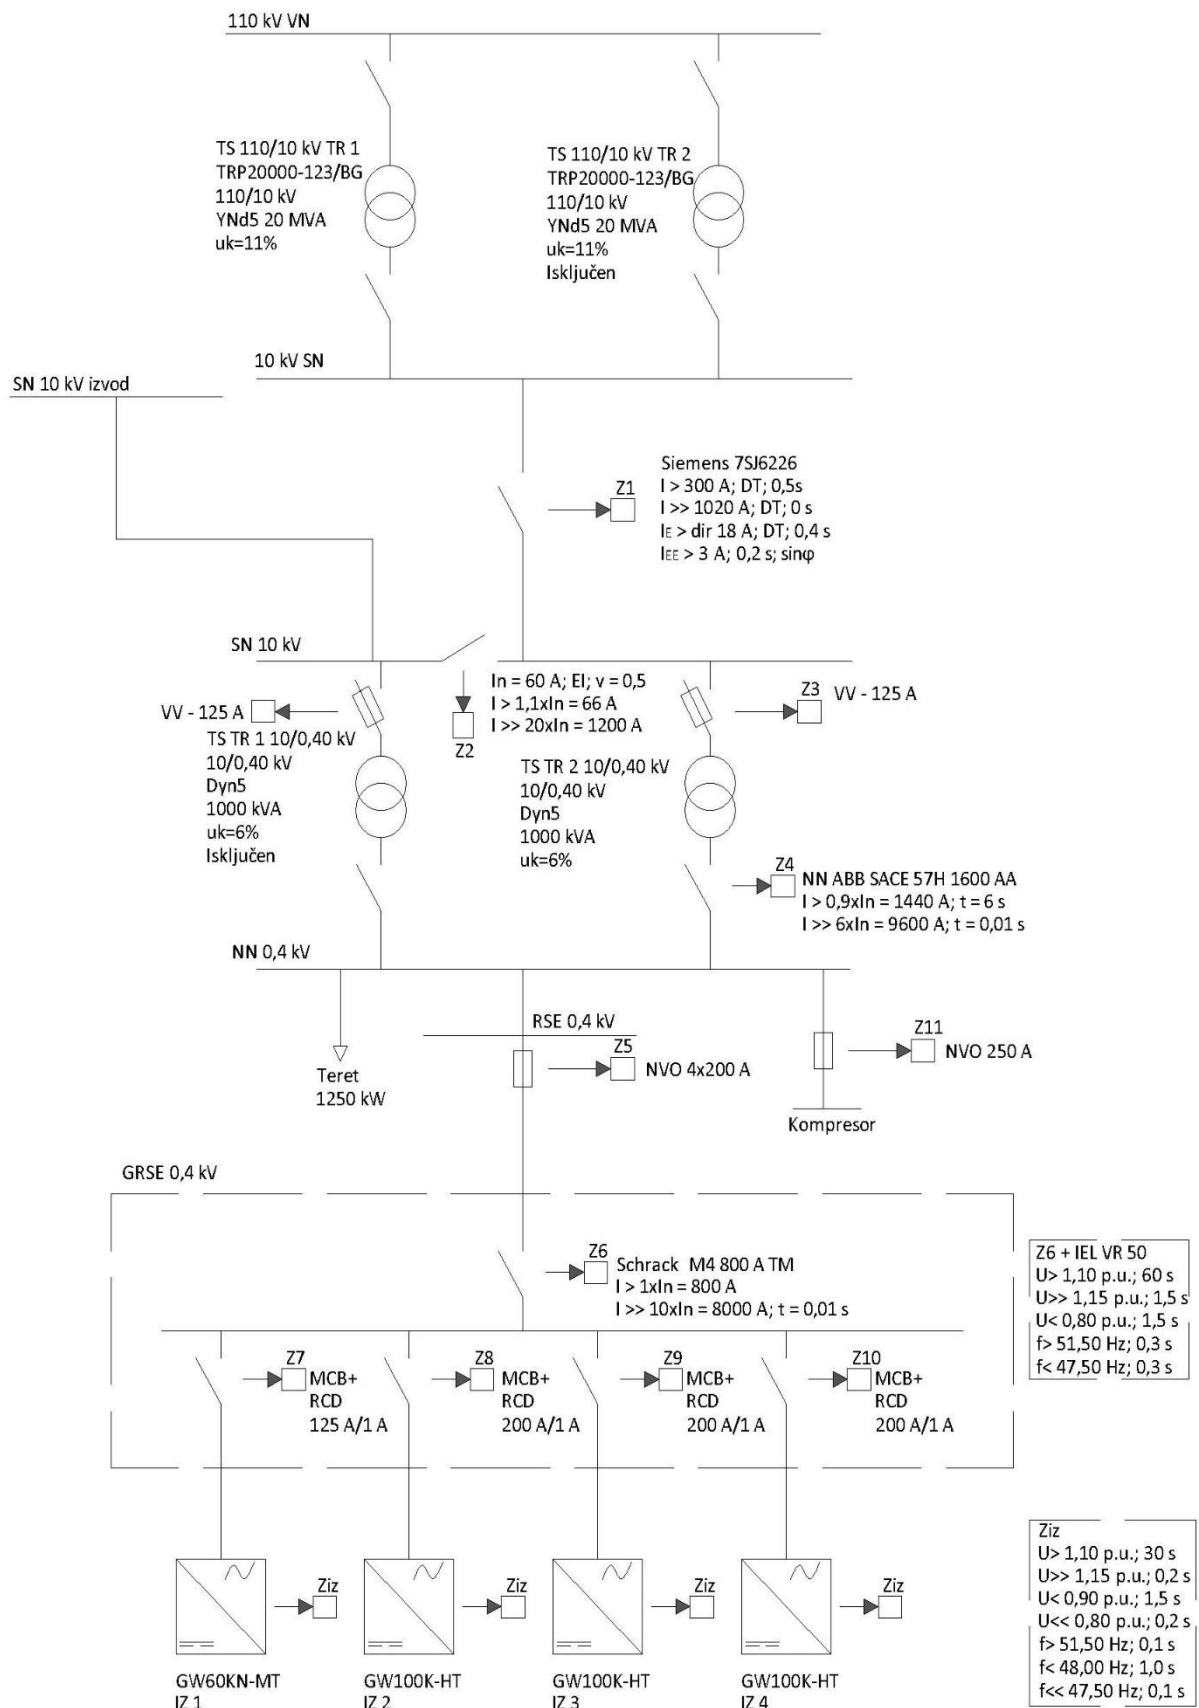 110 kV VN
TS 110/10 kV TR 1
TRP20000-123/BG
110/10 kV
YNd5 20 MVA
uk=11%
TS 110/10 kV TR 2
TRP20000-123/BG
110/10 kV
YNd5 20 MVA
uk=11%
Isključen
10 kV SN
SN 10 kV izvod
Z1
Siemens 7SJ6226
I > 300 A; DT; 0,5s
I >> 1020 A; DT; 0 s
IE > dir 18 A; DT; 0,4 s
IEE > 3 A; 0,2 s; sinφ
SN 10 kV
VV - 125 A
TS TR 1 10/0,40 kV
10/0,40 kV
Dyn5
1000 kVA
uk=6%
Isključen
Z2
In = 60 A; EI; v = 0,5
I > 1,1xIn = 66 A
I >> 20xIn = 1200 A
Z3
VV - 125 A
TS TR 2 10/0,40 kV
10/0,40 kV
Dyn5
1000 kVA
uk=6%
Z4
NN ABB SACE 57H 1600 AA
I > 0,9xIn = 1440 A; t = 6 s
I >> 6xIn = 9600 A; t = 0,01 s
NN 0,4 kV
RSE 0,4 kV
Teret
1250 kW
Z5
NVO 4x200 A
Z11
NVO 250 A
Kompresor
GRSE 0,4 kV
Z6
Schrack M4 800 A TM
I > 1xIn = 800 A
I >> 10xIn = 8000 A; t = 0,01 s
Z6 + IEL VR 50
U> 1,10 p.u.; 60 s
U>> 1,15 p.u.; 1,5 s
U< 0,80 p.u.; 1,5 s
f> 51,50 Hz; 0,3 s
f< 47,50 Hz; 0,3 s
Z7
MCB+
RCD
125 A/1 A
Z8
MCB+
RCD
200 A/1 A
Z9
MCB+
RCD
200 A/1 A
Z10
MCB+
RCD
200 A/1 A
Ziz
Ziz
Ziz
Ziz
GW60KN-MT
IZ 1
GW100K-HT
IZ 2
GW100K-HT
IZ 3
GW100K-HT
IZ 4
Ziz
U> 1,10 p.u.; 30 s
U>> 1,15 p.u.; 0,2 s
U< 0,90 p.u.; 1,5 s
U<< 0,80 p.u.; 0,2 s
f> 51,50 Hz; 0,1 s
f< 48,00 Hz; 1,0 s
f<< 47,50 Hz; 0,1 s